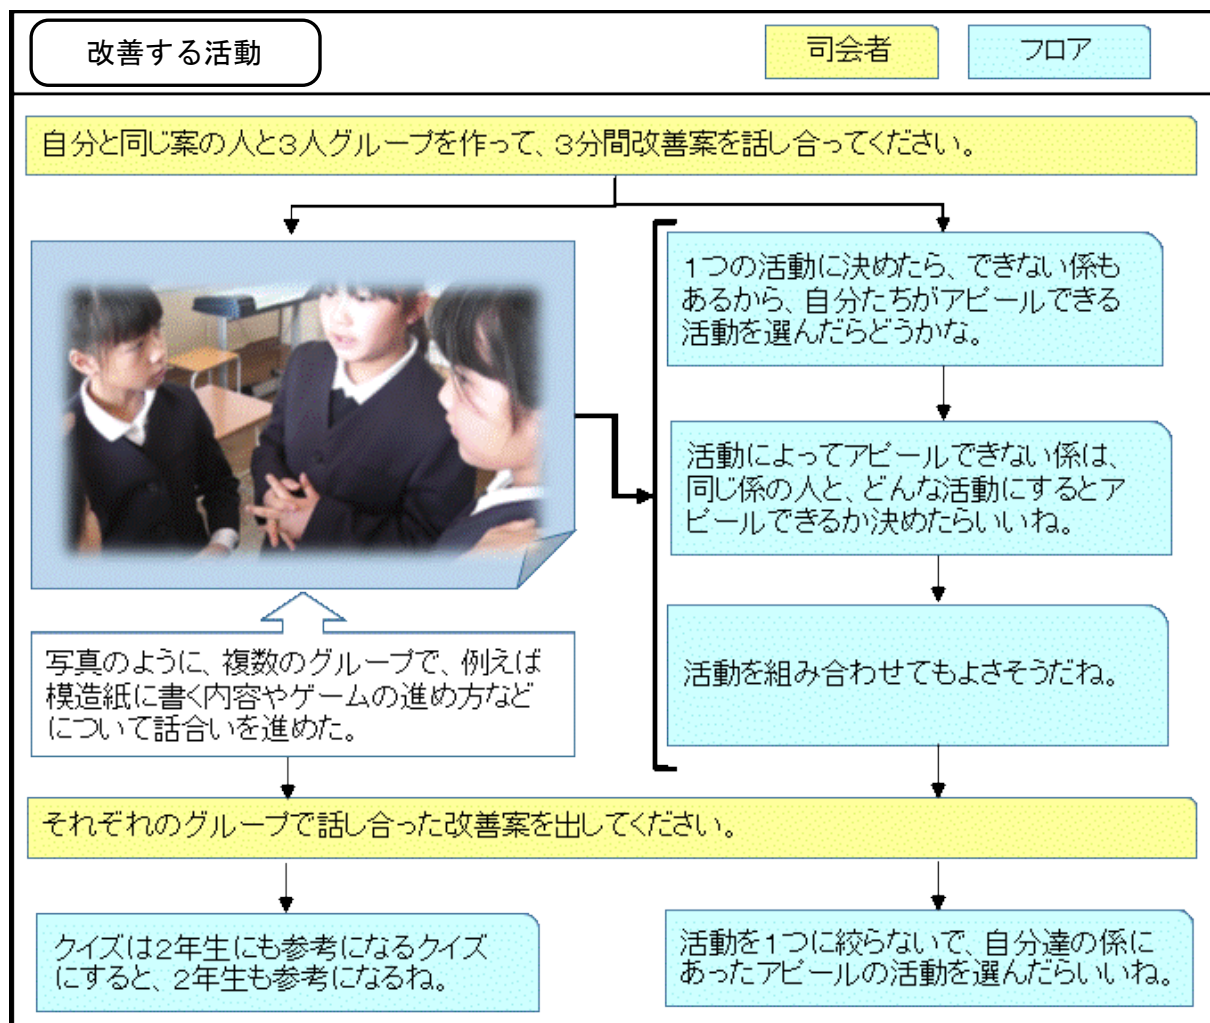 改善する活動
司会者
フロア
自分と同じ案の人と3人グループを作って、3分間改善案を話し合ってください。
1つの活動に決めたら、できない係も
あるから、自分たちがアピールできる
活動を選んだらどうかな。
活動によってアピールできない係は、
同じ係の人と、どんな活動にするとア
ピールできるか決めたらいいね。
活動を組み合わせてもよさそうだね。
写真のように、複数のグループで、例えば
模造紙に書く内容やゲームの進め方など
について話合いを進めた。
それぞれのグループで話し合った改善案を出してください。
クイズは2年生にも参考になるクイズ
にすると、2年生も参考になるね。
活動を1つに絞らないで、自分達の係に
あったアピールの活動を選んだらいいね。